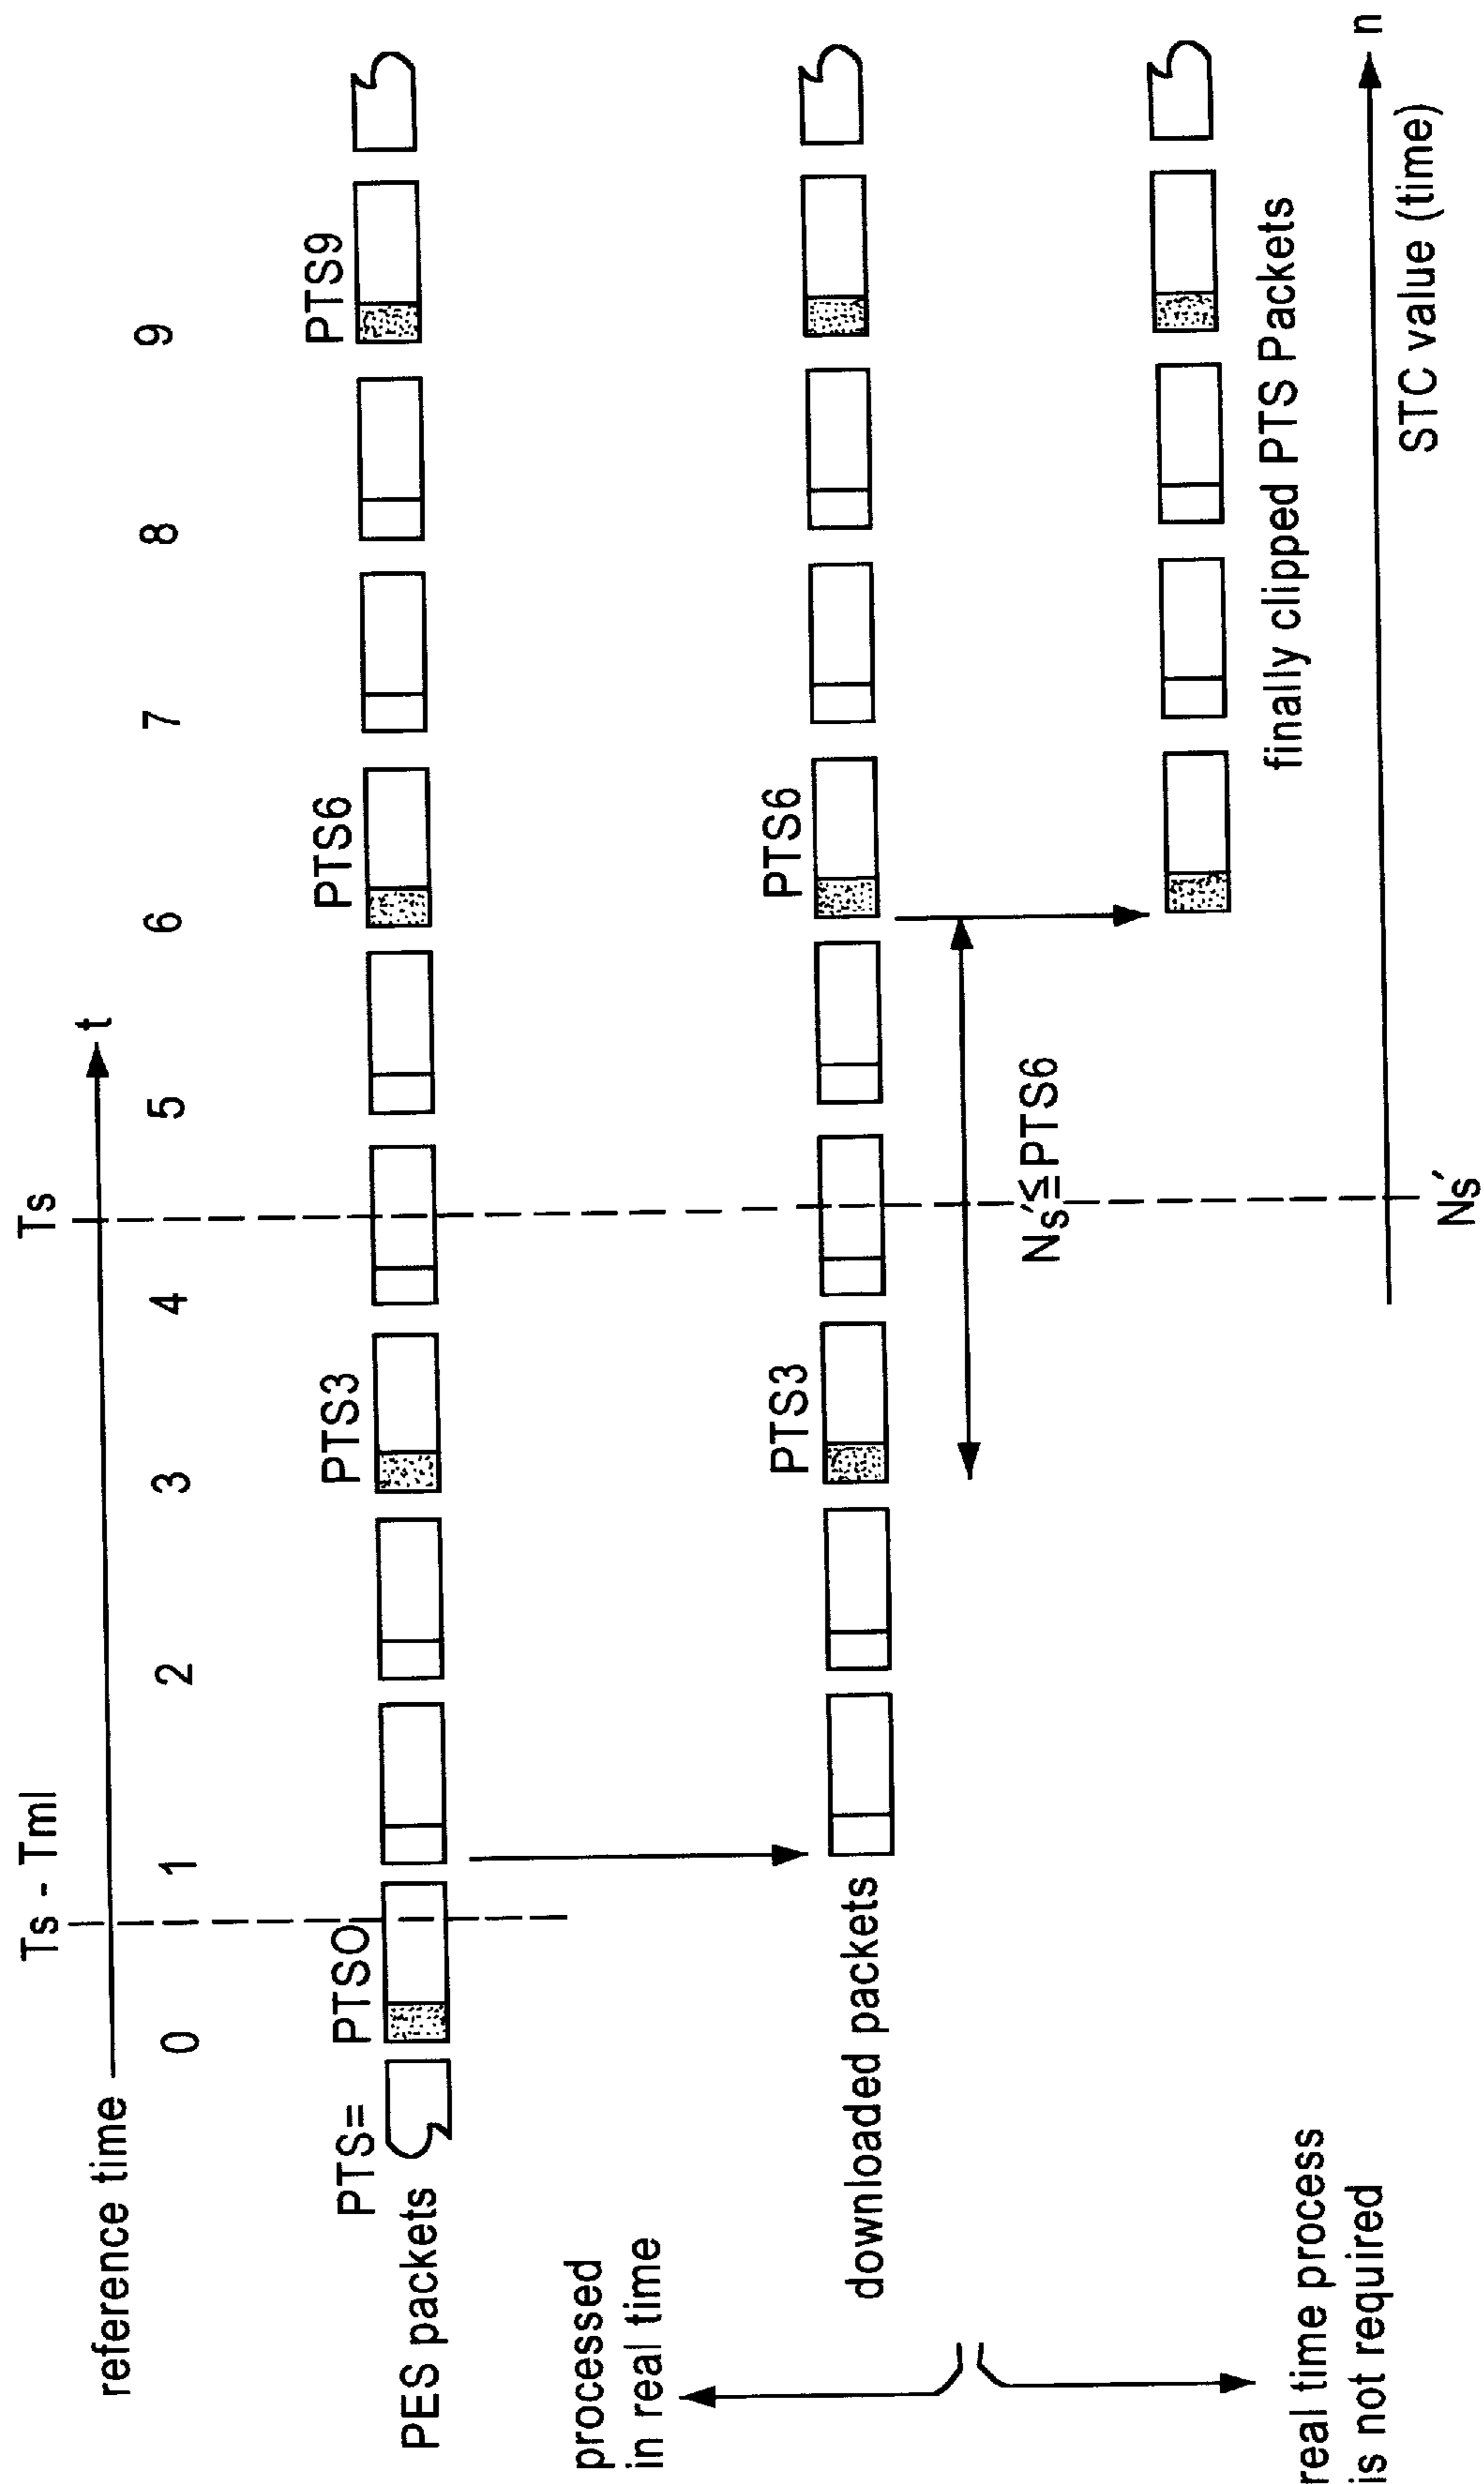 Ts - Tml
Ts
reference time
t
0 1 2 3 4 5 6 7 8 9
PTS= PTS0 PTS3 PTS6 PTS9
PES packets
processed
in real time
PTS3 PTS6
downloaded packets
Ns'≦PTS6
real time process
is not required
finally clipped PTS Packets
n
STC value (time)
Ns'